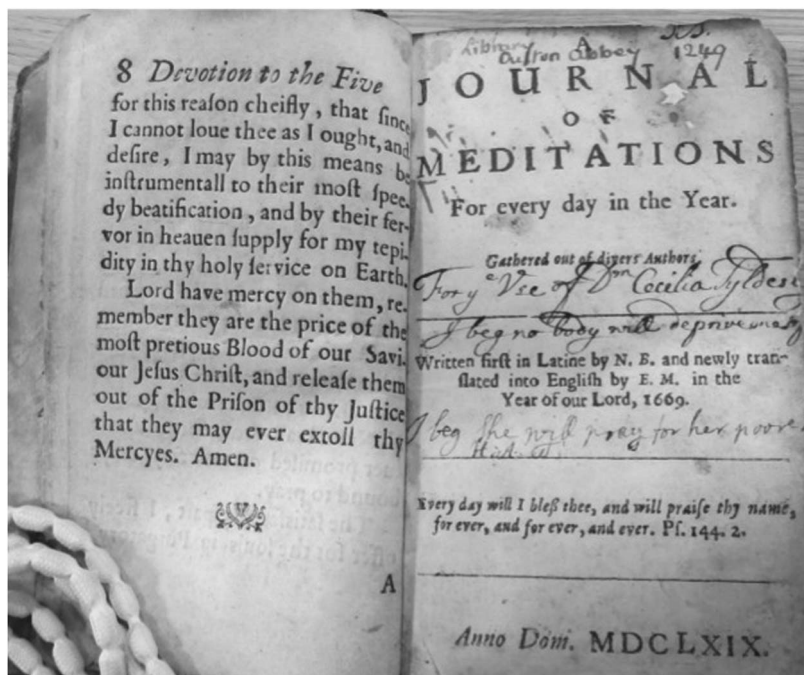 8 Devotion to the Five
for this reaſon cheifly, that ſince
I cannot loue thee as I ought, and
deſire, I may by this means be
inſtrumentall to their moſt ſpee-
dy beatification, and by their fer-
vor in heauen ſupply for my tepi-
dity in thy holy ſervice on Earth.
Lord have mercy on them, re-
member they are the price of the
moſt pretious Blood of our Savi-
our Jeſus Chriſt, and releaſe them
out of the Priſon of thy Juſtice
that they may ever extoll thy
Mercyes. Amen.
A
Library
Oulton Abbey 1249
A
JOURNAL
OF
MEDITATIONS
For every day in the Year.
Gathered out of divers Authors
For yᵉ Vse of Dm Cecilia Tyldesly
I beg no body will deprive
Written firſt in Latine by N. B. and newly tran-
ſlated into Engliſh by E. M. in the
Year of our Lord, 1669.
I beg She will pray for her poore
Every day will I bleſs thee, and will praiſe thy name,
for ever, and for ever, and ever. Pſ. 144. 2.
Anno Dom. MDCLXIX.